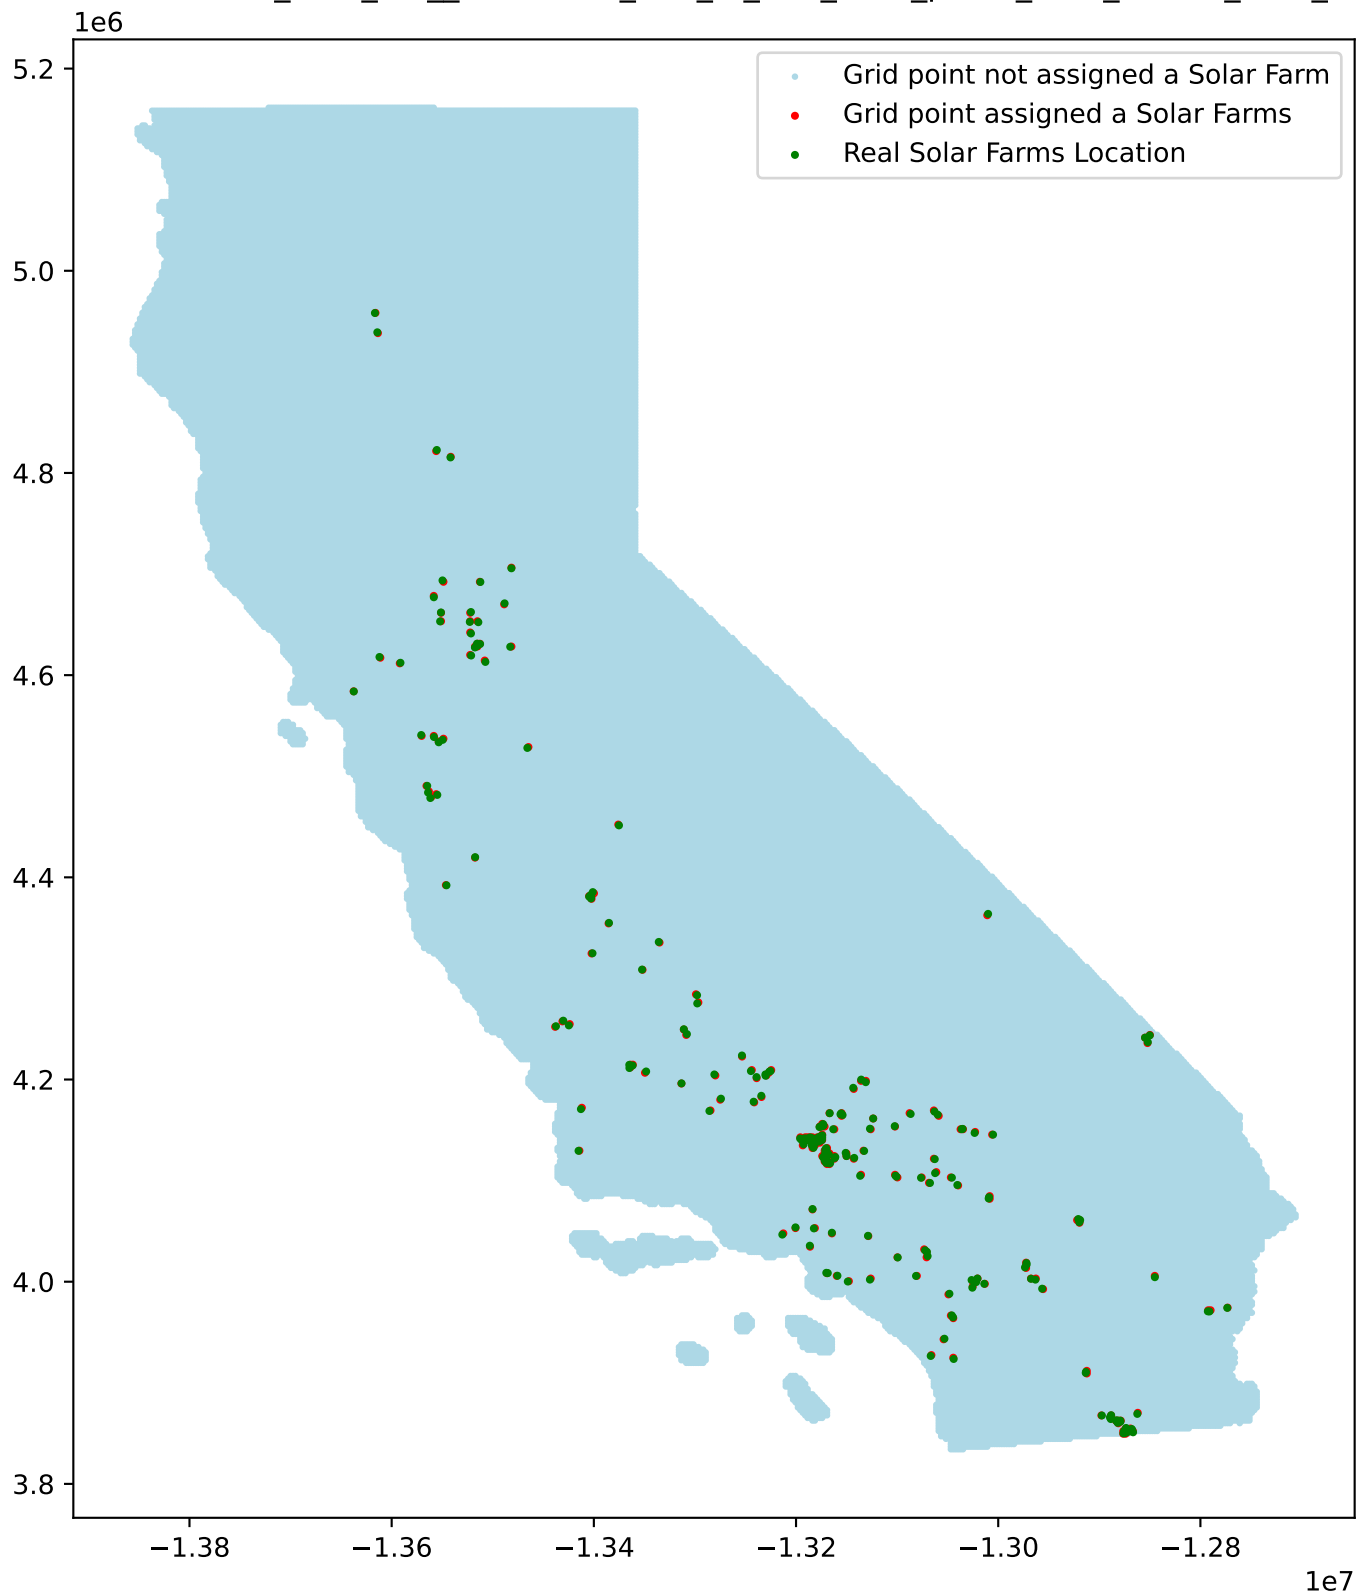 1e6
Grid point not assigned a Solar Farm
Grid point assigned a Solar Farms
Real Solar Farms Location
5.2
5.0
4.8
4.6
4.4
4.2
4.0
3.8
−1.38 −1.36 −1.34 −1.32 −1.30 −1.28
1e7